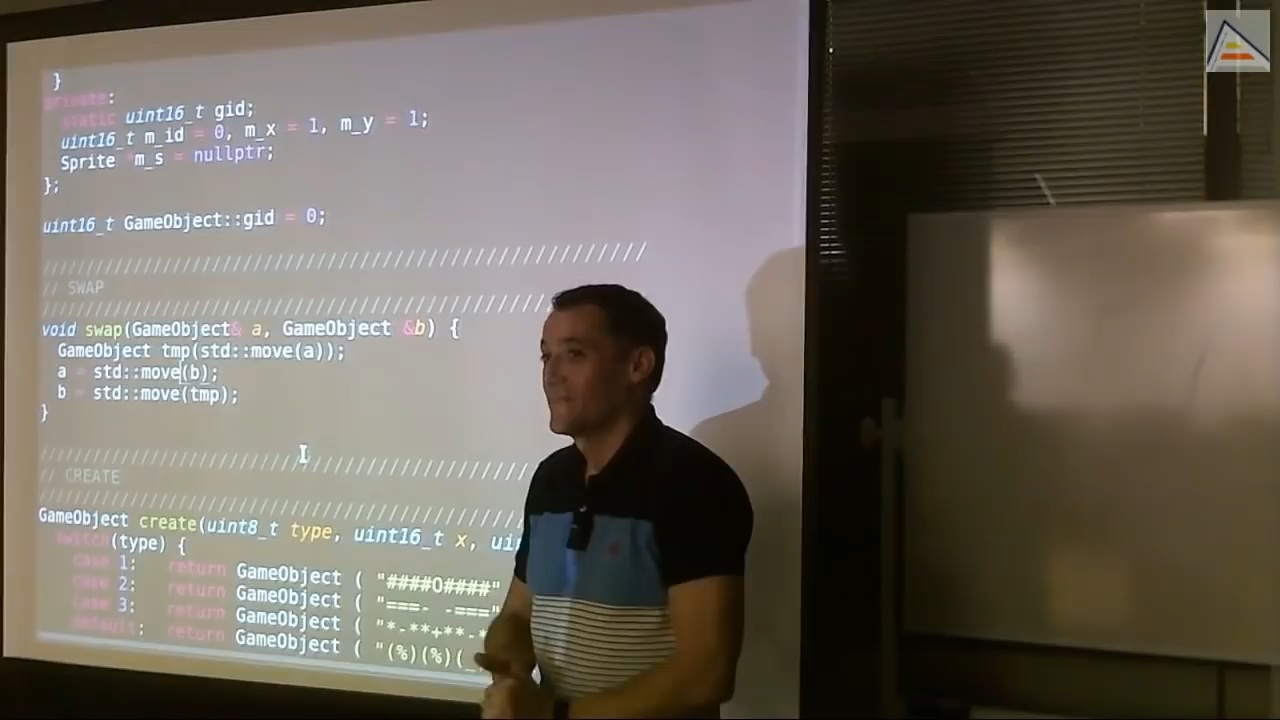 }
private:
static uint16_t gid;
uint16_t m_id = 0, m_x = 1, m_y = 1;
Sprite *m_s = nullptr;
};
uint16_t GameObject::gid = 0;
////////////////////////////////////////////////////////////////////
// SWAP
////////////////////////////////////////////////////////////////////
void swap(GameObject& a, GameObject &b) {
GameObject tmp(std::move(a));
a = std::move(b);
b = std::move(tmp);
}
////////////////////////////////////////////////////////////////////
// CREATE
////////////////////////////////////////////////////////////////////
GameObject create(uint8_t type, uint16_t x,
switch(type) {
case 1: return GameObject ( "####O####"
case 2: return GameObject ( "===- -==="
case 3: return GameObject ( "*-**+**-*
default: return GameObject ( "(%)(%)(_